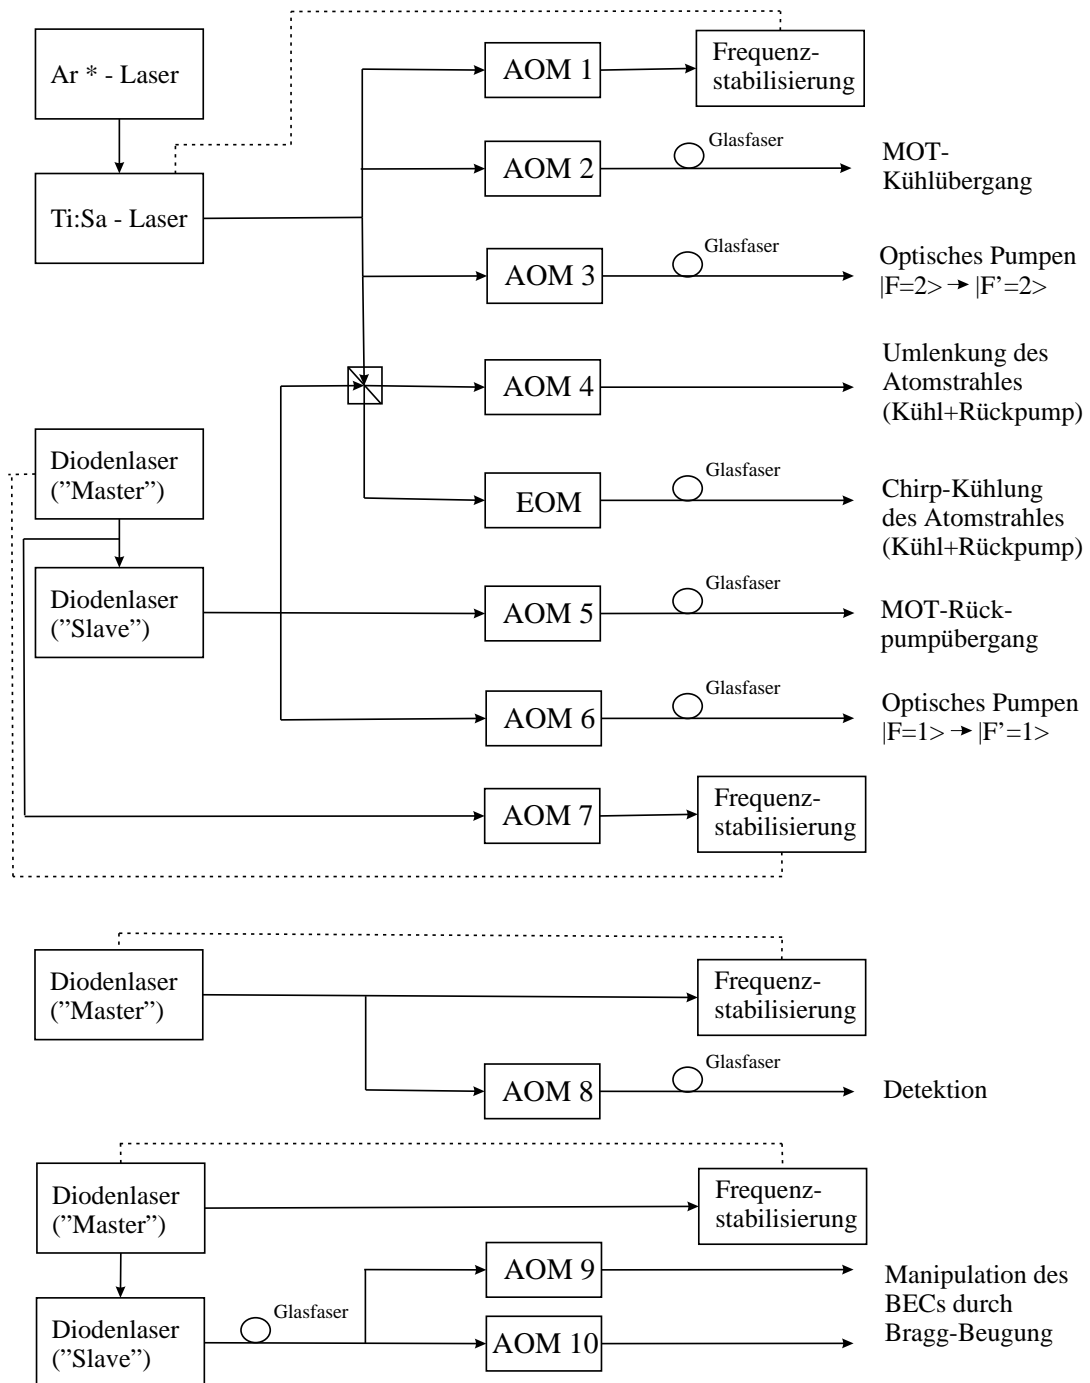 Ar * - Laser
AOM 1
Frequenz-
stabilisierung
Ti:Sa - Laser
AOM 2
Glasfaser
MOT-
Kühlübergang
AOM 3
Glasfaser
Optisches Pumpen
|F=2> → |F’=2>
AOM 4
Umlenkung des
Atomstrahles
(Kühl+Rückpump)
Diodenlaser
(”Master”)
EOM
Glasfaser
Chirp-Kühlung
des Atomstrahles
(Kühl+Rückpump)
Diodenlaser
(”Slave”)
AOM 5
Glasfaser
MOT-Rück-
pumpübergang
AOM 6
Glasfaser
Optisches Pumpen
|F=1> → |F’=1>
AOM 7
Frequenz-
stabilisierung
Diodenlaser
(”Master”)
Frequenz-
stabilisierung
AOM 8
Glasfaser
Detektion
Diodenlaser
(”Master”)
Frequenz-
stabilisierung
Diodenlaser
(”Slave”)
Glasfaser
AOM 9
AOM 10
Manipulation des
BECs durch
Bragg-Beugung